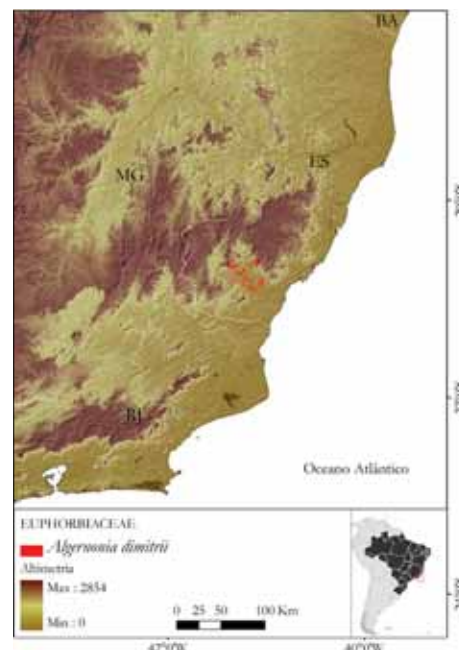 BA
MG
ES
RJ
Oceano Atlântico
EUPHORBIACEAE
Algernonia dimitrii
Altimetria
Max : 2854
Min : 0
0 25 50 100 Km